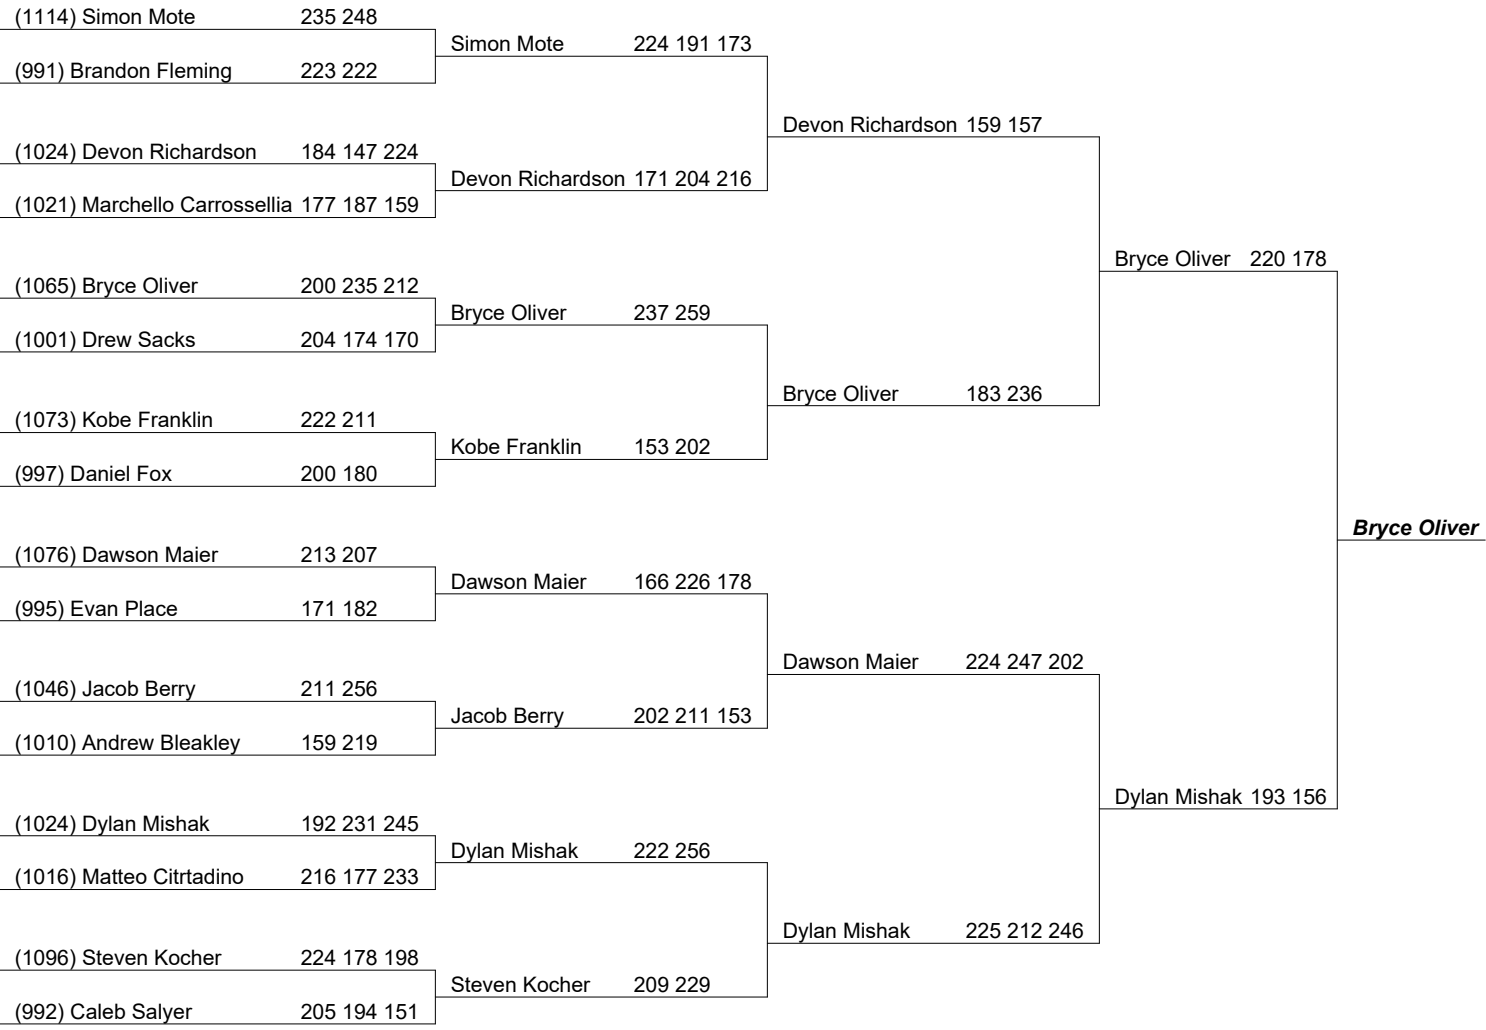 (1114) Simon Mote 235 248
Simon Mote 224 191 173
(991) Brandon Fleming 223 222
Devon Richardson 159 157
(1024) Devon Richardson 184 147 224
Devon Richardson 171 204 216
(1021) Marchello Carrossellia 177 187 159
Bryce Oliver 220 178
(1065) Bryce Oliver 200 235 212
Bryce Oliver 237 259
(1001) Drew Sacks 204 174 170
Bryce Oliver 183 236
(1073) Kobe Franklin 222 211
Kobe Franklin 153 202
(997) Daniel Fox 200 180
Bryce Oliver
(1076) Dawson Maier 213 207
Dawson Maier 166 226 178
(995) Evan Place 171 182
Dawson Maier 224 247 202
(1046) Jacob Berry 211 256
Jacob Berry 202 211 153
(1010) Andrew Bleakley 159 219
Dylan Mishak 193 156
(1024) Dylan Mishak 192 231 245
Dylan Mishak 222 256
(1016) Matteo Citrtadino 216 177 233
Dylan Mishak 225 212 246
(1096) Steven Kocher 224 178 198
Steven Kocher 209 229
(992) Caleb Salyer 205 194 151